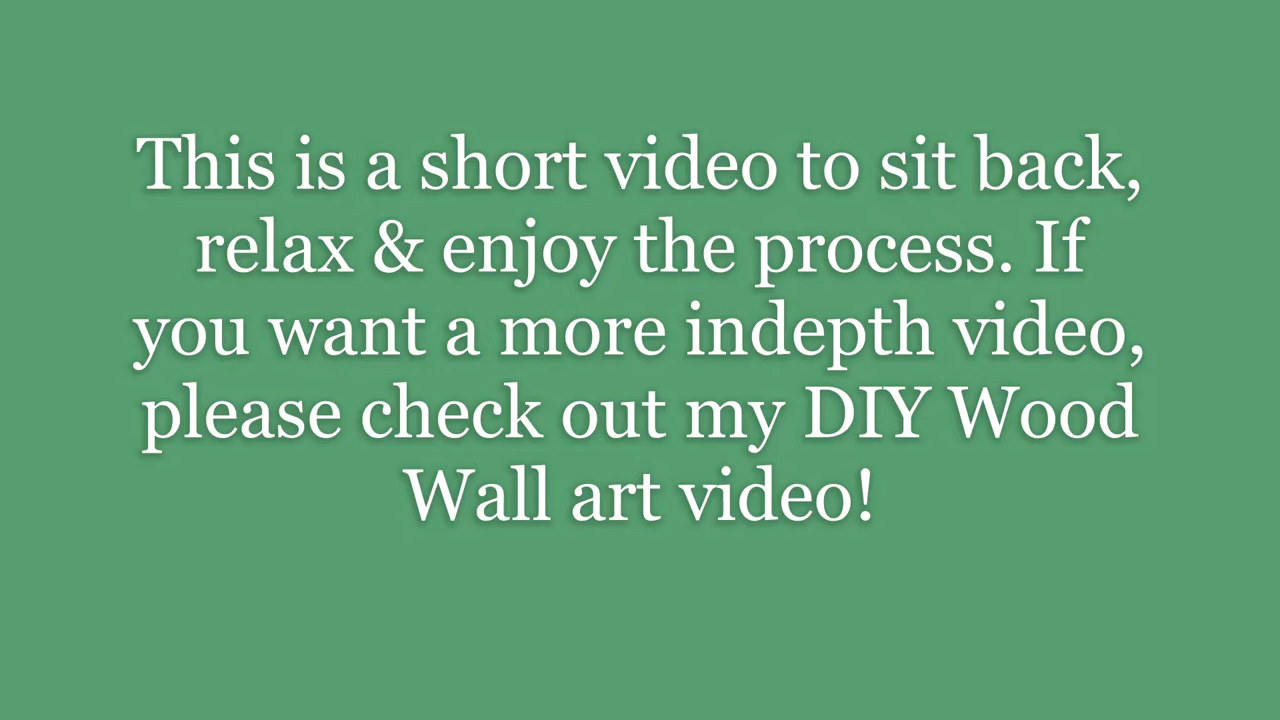 This is a short video to sit back,
relax & enjoy the process. If
you want a more indepth video,
please check out my DIY Wood
Wall art video!